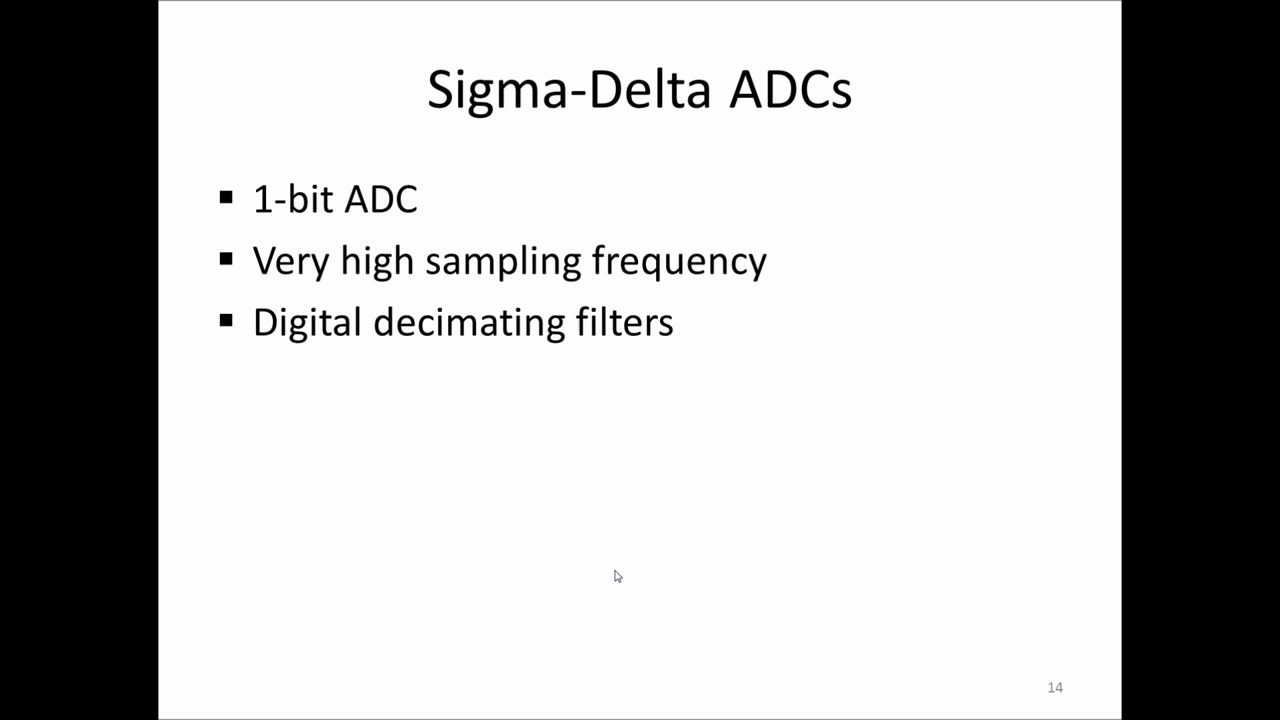 Sigma-Delta ADCs
▪ 1-bit ADC
▪ Very high sampling frequency
▪ Digital decimating filters
14